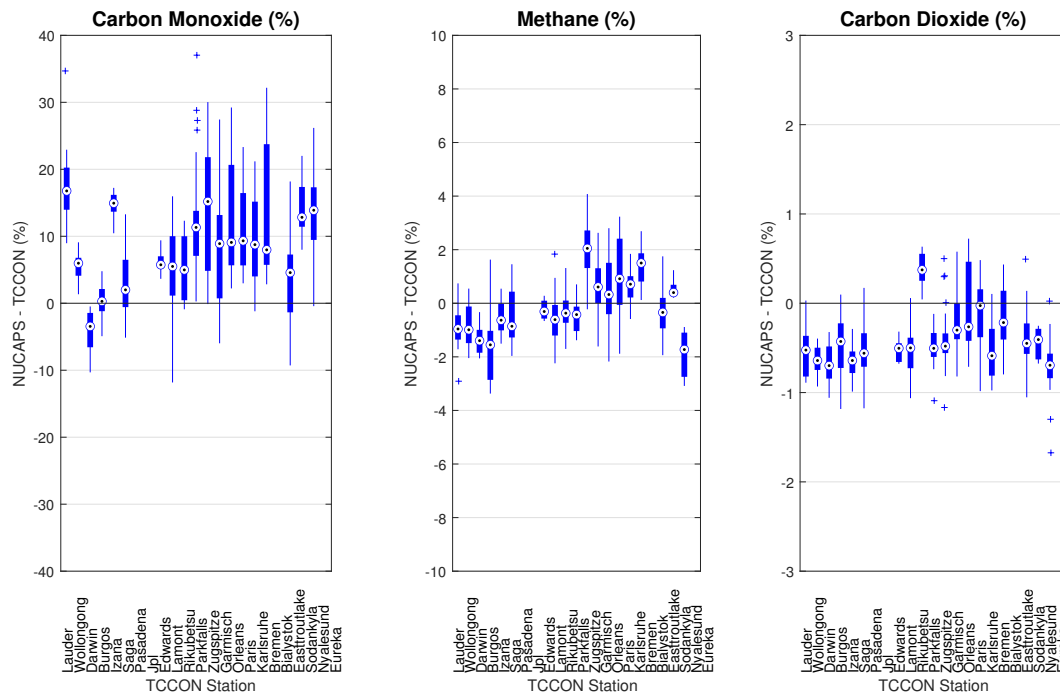 Carbon Monoxide (%)
40
30
20
10
0
-10
-20
-30
-40
NUCAPS - TCCON (%)
Lauder
Wollongong
Darwin
Burgos
Izana
Saga
Pasadena
Jpl
Edwards
Lamont
Rikubetsu
Parkfalls
Zugspitze
Garmisch
Orleans
Paris
Karlsruhe
Bremen
Bialystok
Easttroutlake
Sodankyla
Nyalesund
Eureka
TCCON Station
Methane (%)
10
8
6
4
2
0
-2
-4
-6
-8
-10
NUCAPS - TCCON (%)
Lauder
Wollongong
Darwin
Burgos
Izana
Saga
Pasadena
Jpl
Edwards
Lamont
Rikubetsu
Parkfalls
Zugspitze
Garmisch
Orleans
Paris
Karlsruhe
Bremen
Bialystok
Easttroutlake
Sodankyla
Nyalesund
Eureka
TCCON Station
Carbon Dioxide (%)
3
2
1
0
-1
-2
-3
NUCAPS - TCCON (%)
Lauder
Wollongong
Darwin
Burgos
Izana
Saga
Pasadena
Jpl
Edwards
Lamont
Rikubetsu
Parkfalls
Zugspitze
Garmisch
Orleans
Paris
Karlsruhe
Bremen
Bialystok
Easttroutlake
Sodankyla
Nyalesund
Eureka
TCCON Station